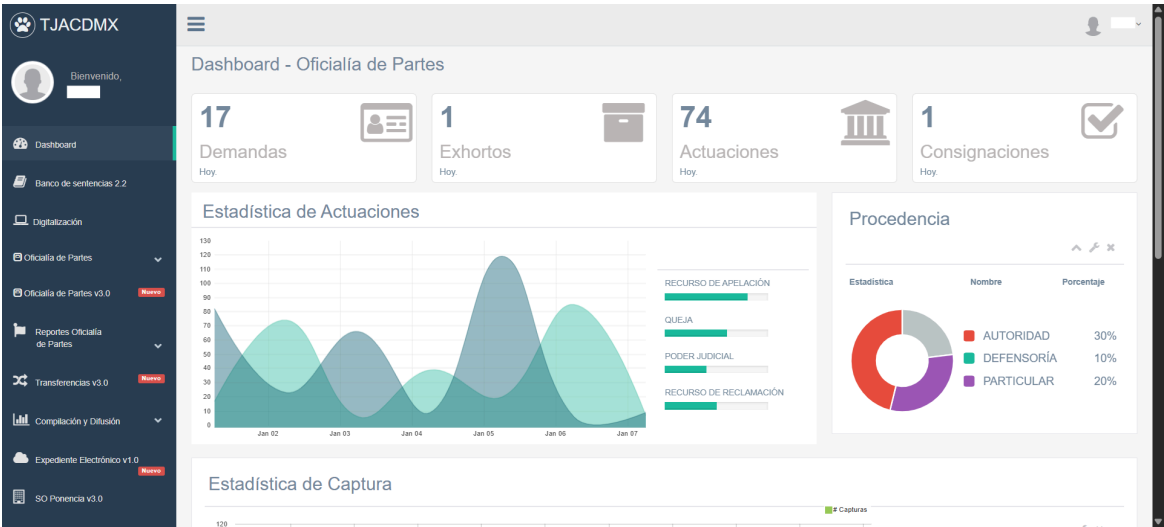 TJACDMX
Bienvenido,
Dashboard
Banco de sentencias 2.2
Digitalización
Oficialía de Partes
Oficialía de Partes v3.0
Nuevo
Reportes Oficialía
de Partes
Transferencias v3.0
Nuevo
Compilación y Difusión
Expediente Electrónico v1.0
Nuevo
SO Ponencia v3.0
Dashboard - Oficialía de Partes
17
Demandas
Hoy.
1
Exhortos
Hoy.
74
Actuaciones
Hoy.
1
Consignaciones
Hoy.
Estadística de Actuaciones
130
120
110
100
90
80
70
60
50
40
30
20
10
0
Jan 02
Jan 03
Jan 04
Jan 05
Jan 06
Jan 07
RECURSO DE APELACIÓN
QUEJA
PODER JUDICIAL
RECURSO DE RECLAMACIÓN
Procedencia
Estadística
Nombre
Porcentaje
AUTORIDAD 30%
DEFENSORÍA 10%
PARTICULAR 20%
Estadística de Captura
# Capturas
120